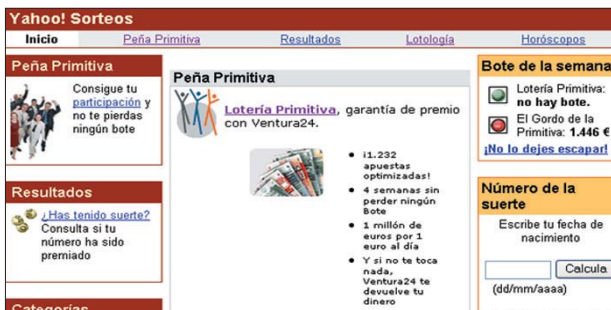 Yahoo! Sorteos
Inicio Peña Primitiva Resultados Lotología Horóscopos
Peña Primitiva
Consigue tu
participación y
no te pierdas
ningún bote
Resultados
¿Has tenido suerte?
Consulta si tu
número ha sido
premiado
Categorías
Peña Primitiva
Lotería Primitiva, garantía de premio
con Ventura24.
¡1.232
apuestas
optimizadas!
4 semanas sin
perder ningún
Bote
1 millón de
euros por 1
euro al día
Y si no te toca
nada,
Ventura24 te
devuelve tu
dinero
Bote de la semana
Lotería Primitiva:
no hay bote.
El Gordo de la
Primitiva: 1.446 €
¡No lo dejes escapar!
Número de la
suerte
Escribe tu fecha de
nacimiento
Calcula
(dd/mm/aaaa)